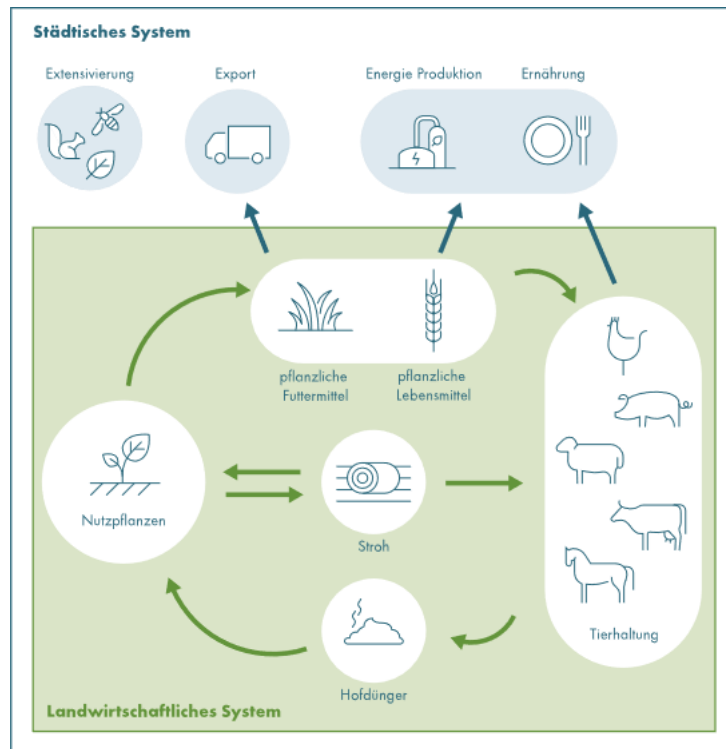 Städtisches System
Extensivierung
Export
Energie Produktion
Ernährung
pflanzliche
Futtermittel
pflanzliche
Lebensmittel
Nutzpflanzen
Stroh
Tierhaltung
Hofdünger
Landwirtschaftliches System